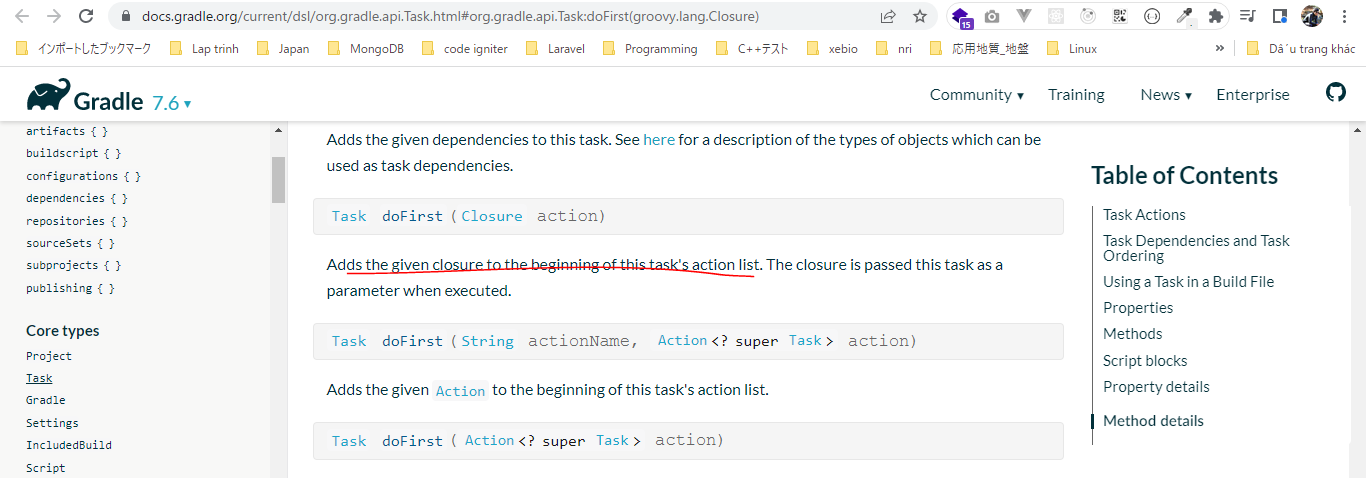 docs.gradle.org/current/dsl/org.gradle.api.Task.html#org.gradle.api.Task:doFirst(groovy.lang.Closure)
15
インポートしたブックマーク Lap trinh Japan MongoDB code igniter Laravel Programming C++テスト xebio nri 応用地質_地盤 Linux » Dấu trang khác
Gradle 7.6 ▾
Community ▾ Training News ▾ Enterprise
artifacts { }
buildscript { }
configurations { }
dependencies { }
repositories { }
sourceSets { }
subprojects { }
publishing { }
Core types
Project
Task
Gradle
Settings
IncludedBuild
Script
Adds the given dependencies to this task. See here for a description of the types of objects which can be
used as task dependencies.
Task doFirst (Closure action)
Adds the given closure to the beginning of this task's action list. The closure is passed this task as a
parameter when executed.
Task doFirst (String actionName, Action<? super Task> action)
Adds the given Action to the beginning of this task's action list.
Task doFirst (Action<? super Task> action)
Table of Contents
Task Actions
Task Dependencies and Task
Ordering
Using a Task in a Build File
Properties
Methods
Script blocks
Property details
Method details